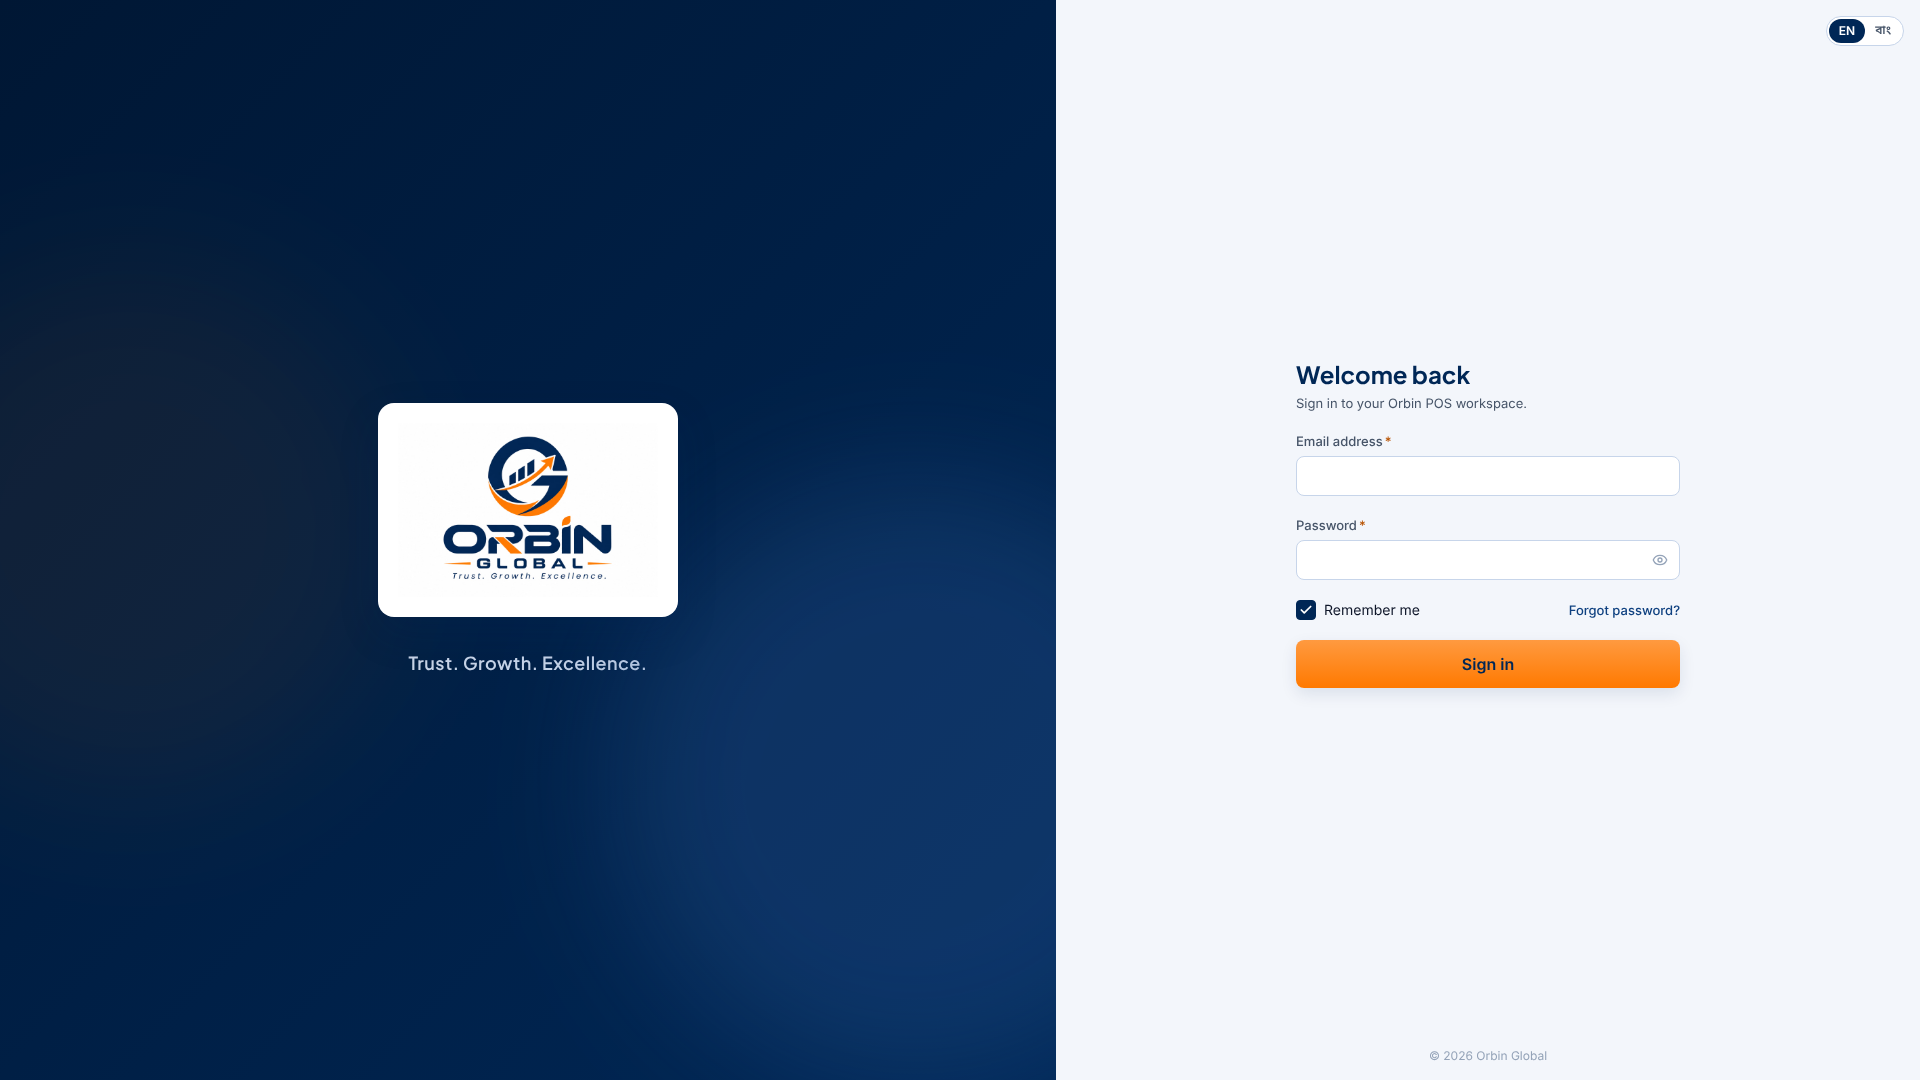 EN বাং
ORBIN
GLOBAL
Trust. Growth. Excellence.
Trust. Growth. Excellence.
Welcome back
Sign in to your Orbin POS workspace.
Email address *
Password *
Remember me Forgot password?
Sign in
© 2026 Orbin Global